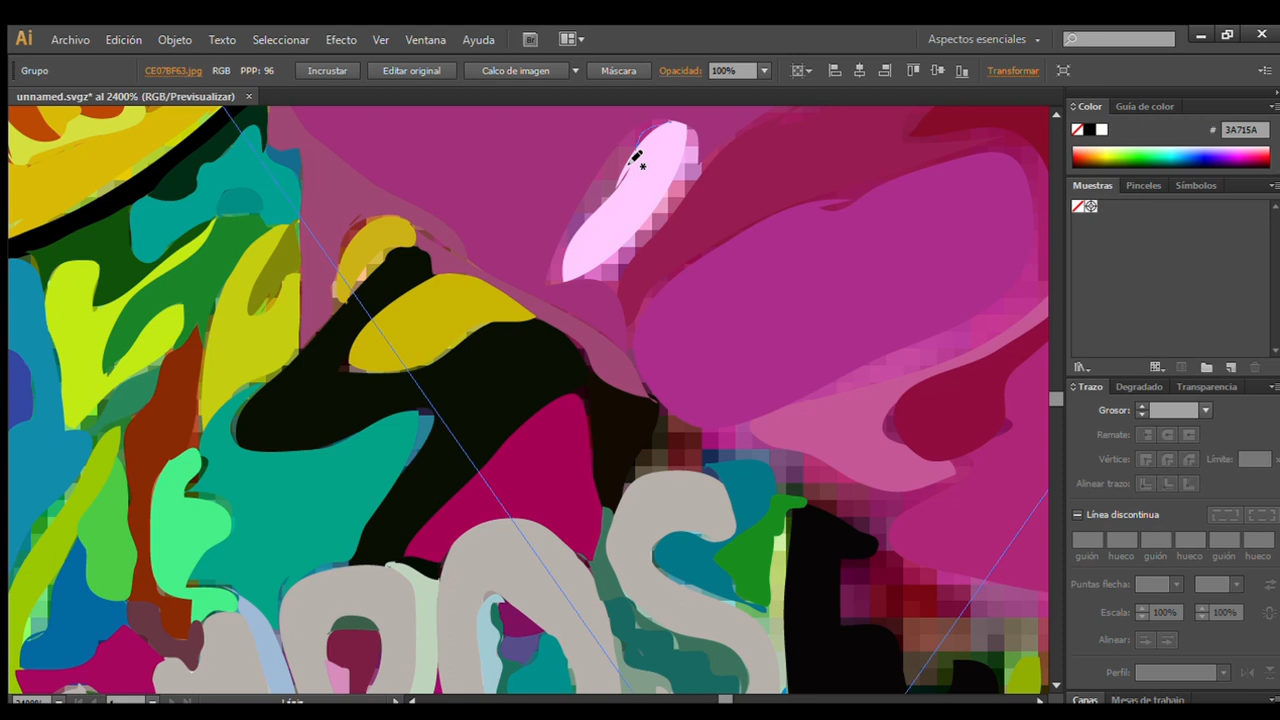 Ai Archivo Edición Objeto Texto Seleccionar Efecto Ver Ventana Ayuda Br Aspectos esenciales
Grupo CE07BF63.jpg RGB PPP: 96 Incrustar Editar original Calco de imagen Máscara Opacidad: 100% Transformar
unnamed.svgz* al 2400% (RGB/Previsualizar) ×
Color Guía de color
# 3A715A
Muestras Pinceles Símbolos
Trazo Degradado Transparencia
Grosor:
Remate:
Vértice: Límite:
Alinear trazo:
Línea discontinua
guión hueco guión hueco guión hueco
Puntas flecha:
Escala: 100% 100%
Alinear:
Perfil:
Capas Mesas de trabajo